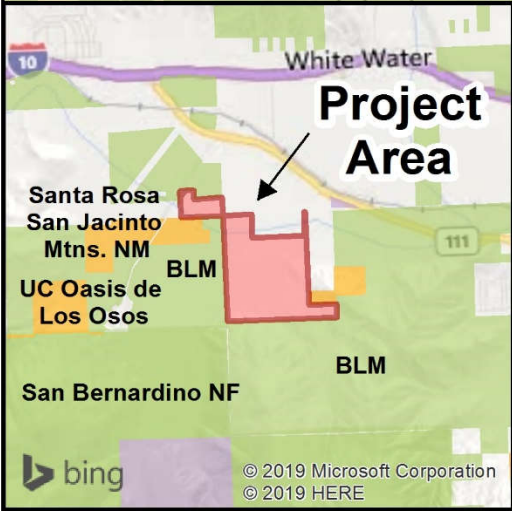 10
White Water
Project
Area
Santa Rosa
San Jacinto
Mtns. NM
BLM
111
UC Oasis de
Los Osos
BLM
San Bernardino NF
bing
© 2019 Microsoft Corporation
© 2019 HERE